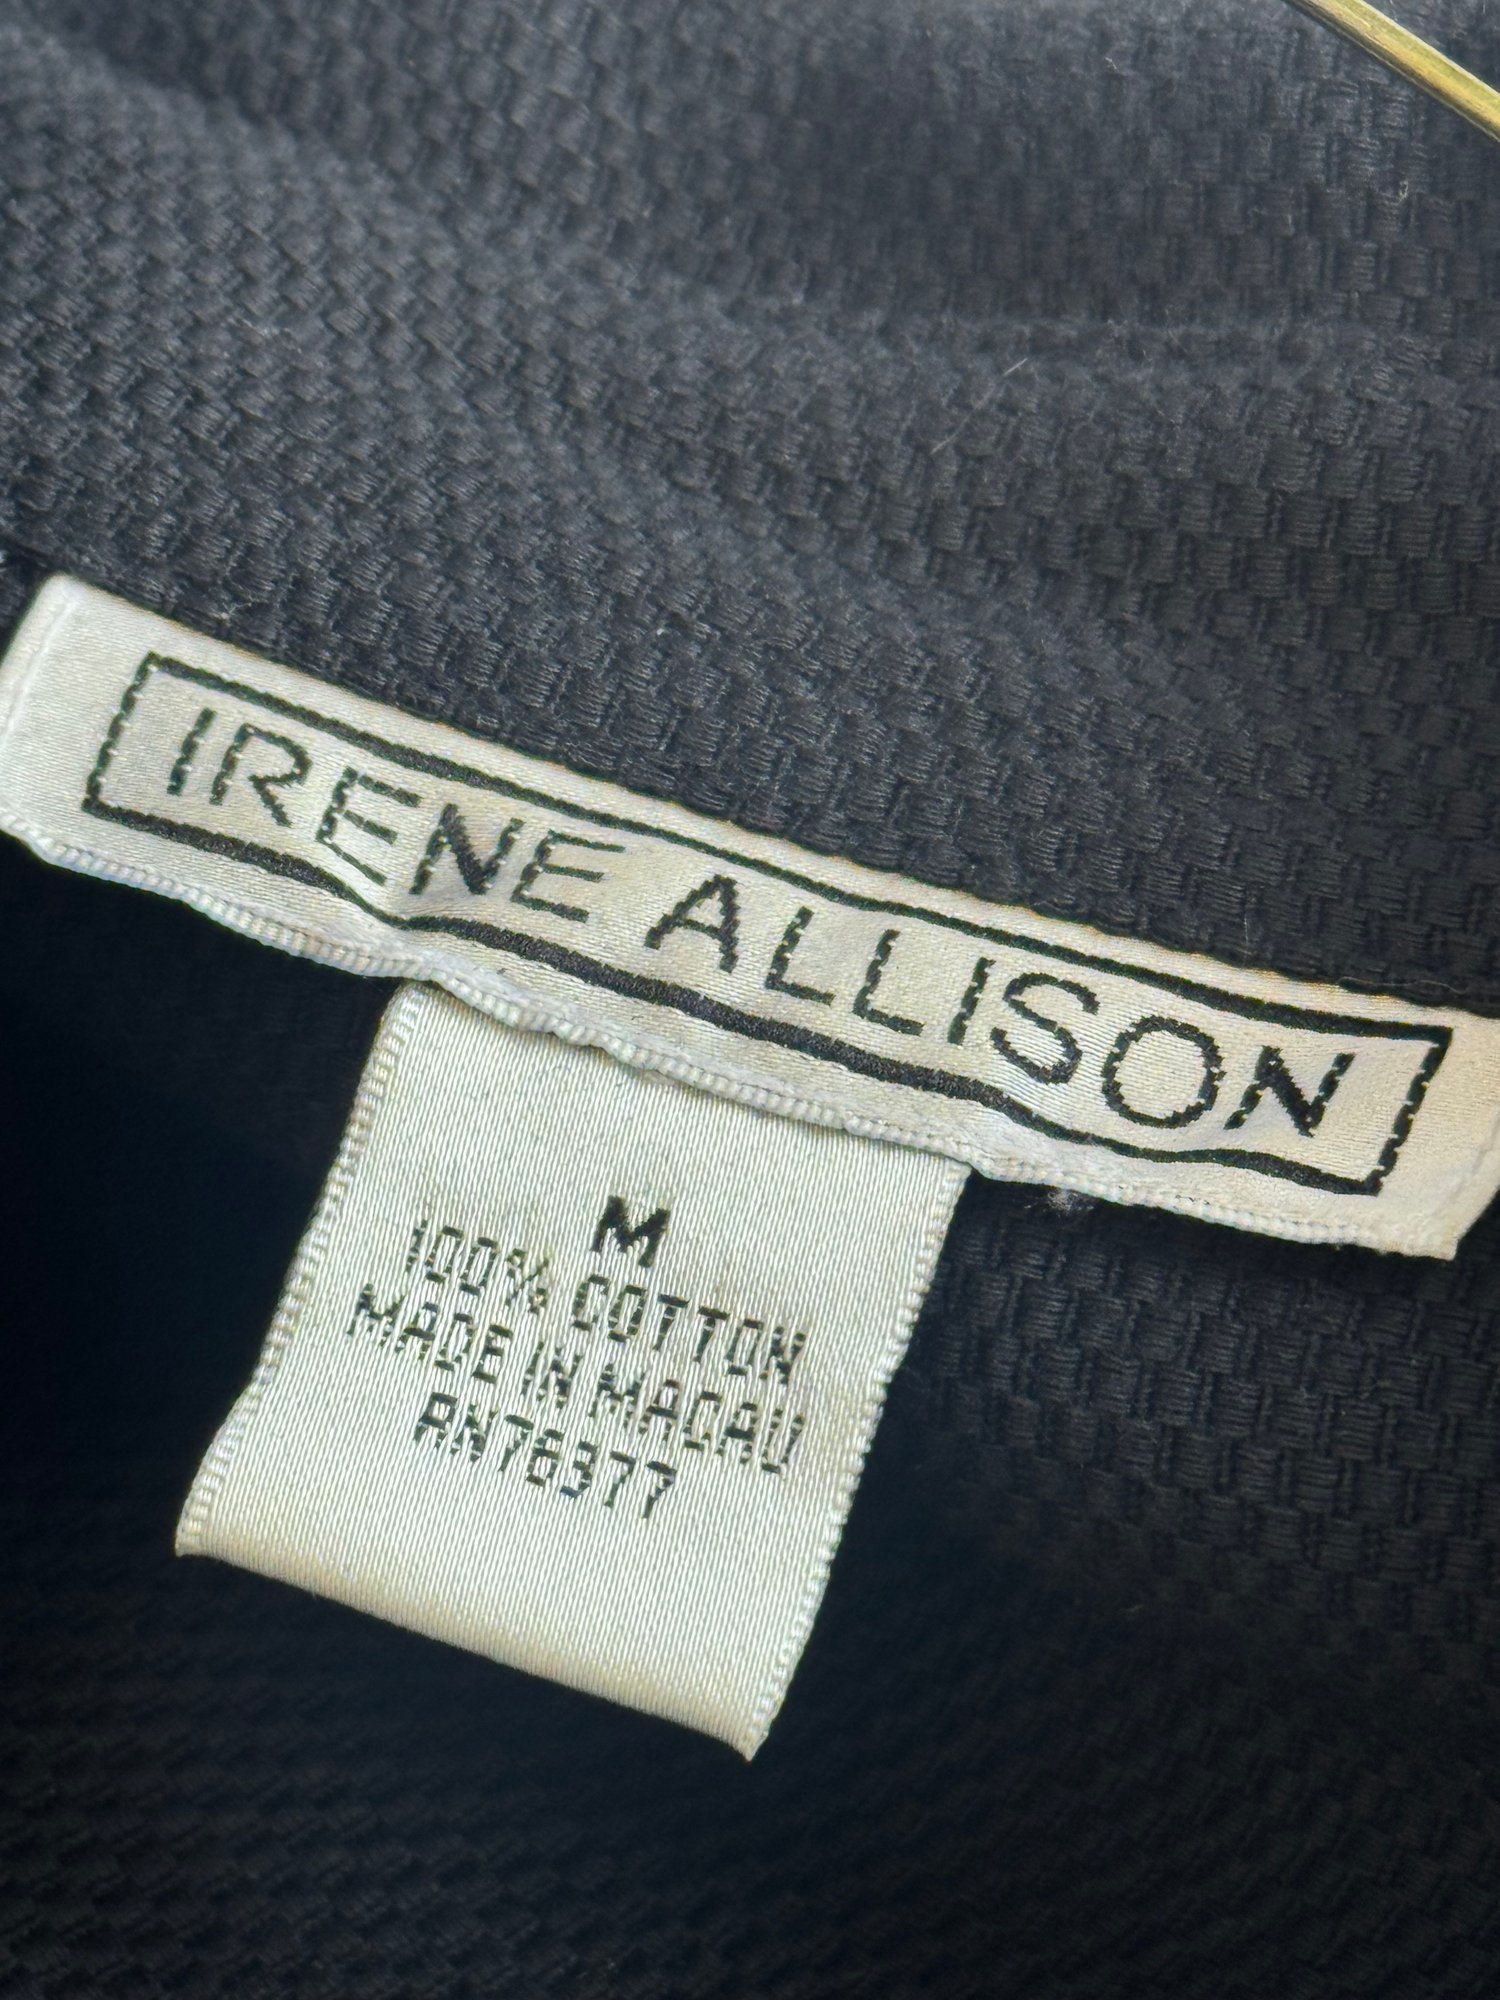 IRENE ALLISON
M
100% COTTON
MADE IN MACAU
RN76377